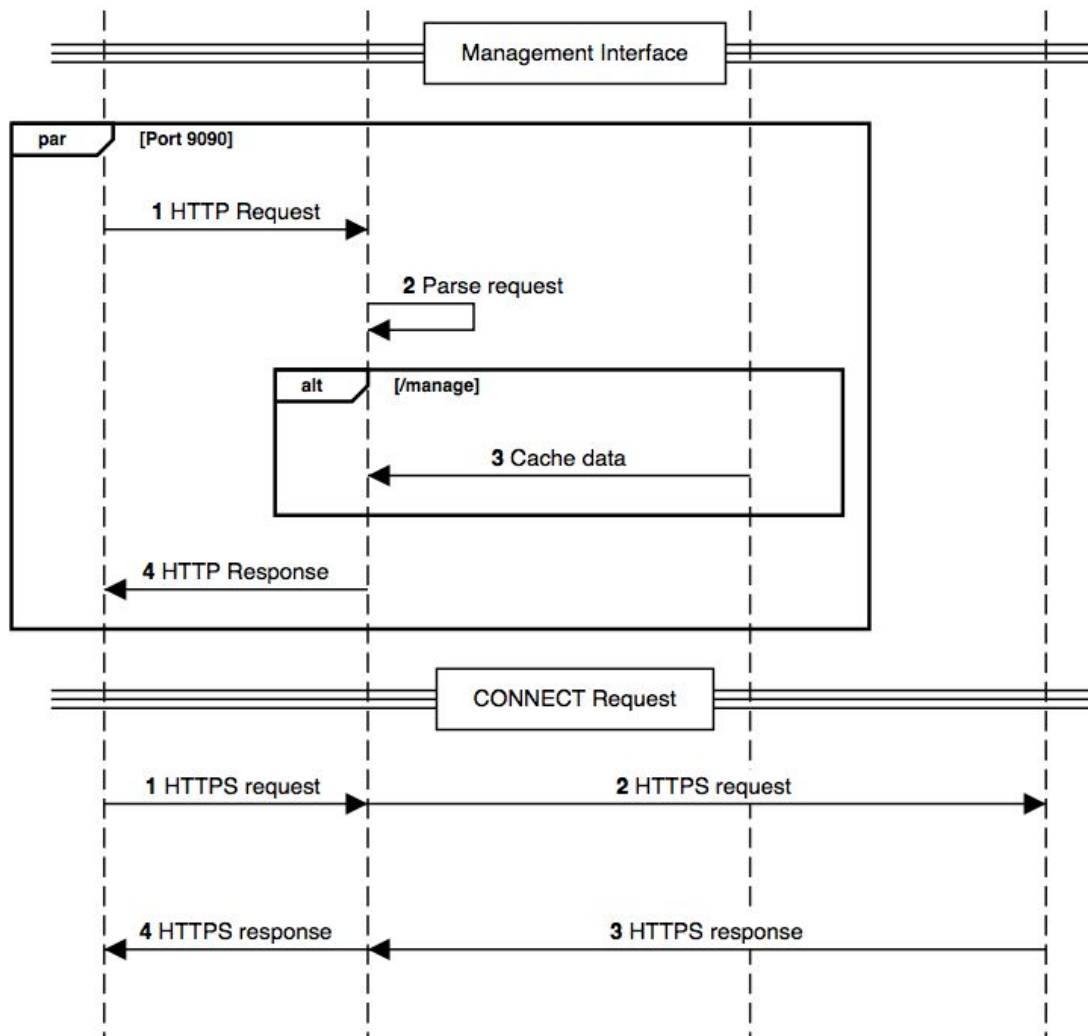 Management Interface
par [Port 9090]
1 HTTP Request
2 Parse request
alt [/manage]
3 Cache data
4 HTTP Response
CONNECT Request
1 HTTPS request 2 HTTPS request
4 HTTPS response 3 HTTPS response